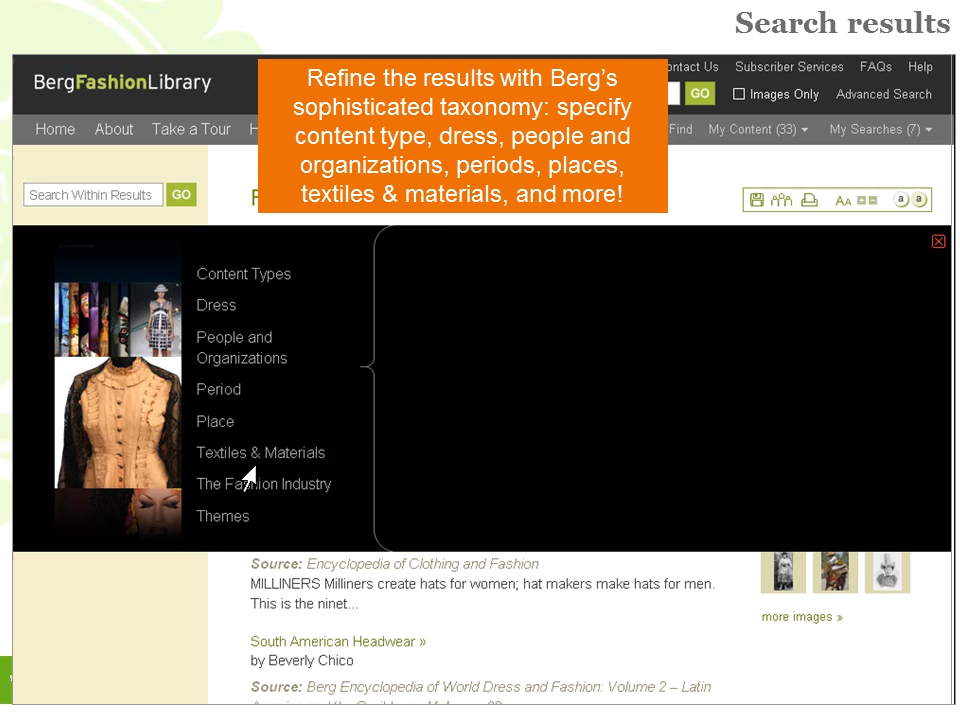 Search results
BergFashionLibrary
Refine the results with Berg's
sophisticated taxonomy: specify
content type, dress, people and
organizations, periods, places,
textiles & materials, and more!
ontact Us Subscriber Services FAQs Help
GO Images Only Advanced Search
Home About Take a Tour H
Find My Content (33) My Searches (7)
Search Within Results GO
F
AA a a
Content Types
Dress
People and
Organizations
Period
Place
Textiles & Materials
The Fashion Industry
Themes
Source: Encyclopedia of Clothing and Fashion
MILLINERS Milliners create hats for women; hat makers make hats for men.
This is the ninet...
more images »
South American Headwear »
by Beverly Chico
Source: Berg Encyclopedia of World Dress and Fashion: Volume 2 – Latin